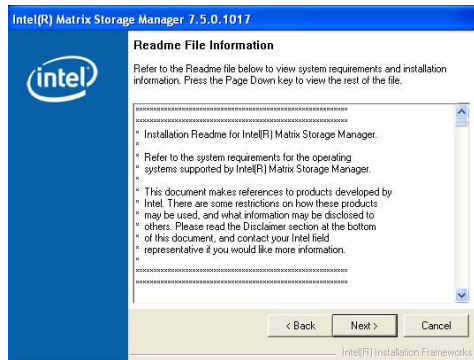 Intel(R) Matrix Storage Manager 7.5.0.1017
intel
Readme File Information
Refer to the Readme file below to view system requirements and installation
information. Press the Page Down key to view the rest of the file.
* Installation Readme for Intel(R) Matrix Storage Manager.
*
* Refer to the system requirements for the operating
* systems supported by Intel(R) Matrix Storage Manager.
*
* This document makes references to products developed by
* Intel. There are some restrictions on how these products
* may be used, and what information may be disclosed to
* others. Please read the Disclaimer section at the bottom
* of this document, and contact your Intel field
* representative if you would like more information.
*
< Back
Next >
Cancel
Intel(R) Installation Frameworks